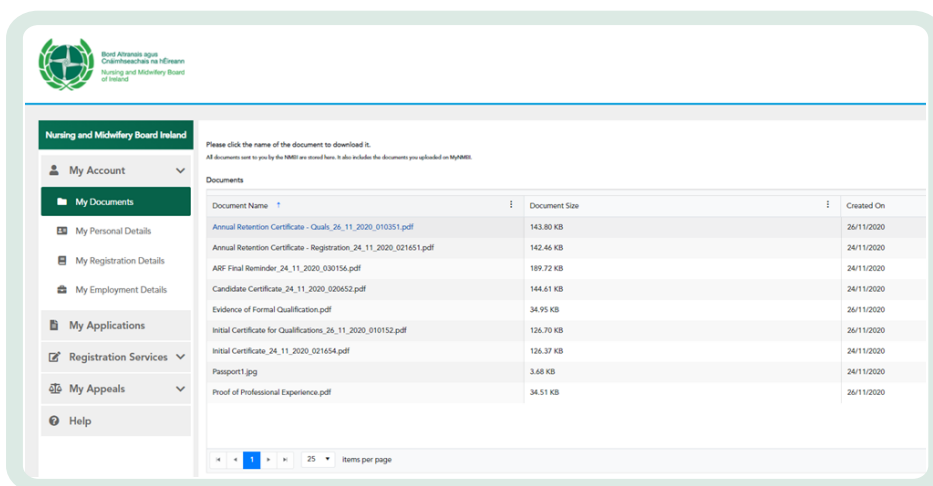 Bord Altranais agus
Cnáimhseachais na hÉireann
Nursing and Midwifery Board
of Ireland
Nursing and Midwifery Board Ireland
My Account
My Documents
My Personal Details
My Registration Details
My Employment Details
My Applications
Registration Services
My Appeals
Help
Please click the name of the document to download it.
All documents sent to you by the NMBI are stored here. It also includes the documents you uploaded on MyNMBI.
Documents
Document Name ↑ Document Size Created On
Annual Retention Certificate - Quals_26_11_2020_010351.pdf 143.80 KB 26/11/2020
Annual Retention Certificate - Registration_24_11_2020_021651.pdf 142.46 KB 24/11/2020
ARF Final Reminder_24_11_2020_030156.pdf 189.72 KB 24/11/2020
Candidate Certificate_24_11_2020_020652.pdf 144.61 KB 24/11/2020
Evidence of Formal Qualification.pdf 34.95 KB 26/11/2020
Initial Certificate for Qualifications_26_11_2020_010152.pdf 126.70 KB 26/11/2020
Initial Certificate_24_11_2020_021654.pdf 126.37 KB 24/11/2020
Passport1.jpg 3.68 KB 24/11/2020
Proof of Professional Experience.pdf 34.51 KB 26/11/2020
1 25 items per page